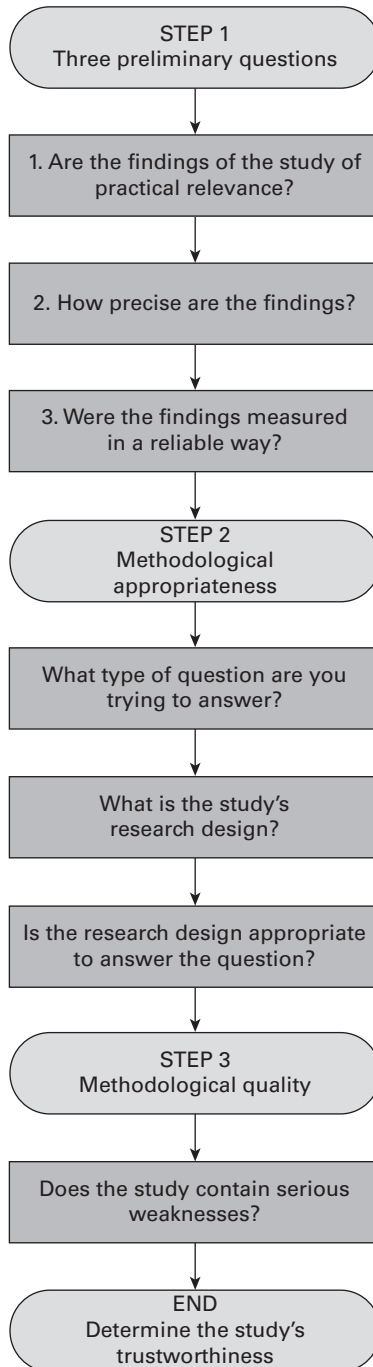 STEP 1
Three preliminary questions
1. Are the findings of the study of
practical relevance?
2. How precise are the findings?
3. Were the findings measured
in a reliable way?
STEP 2
Methodological
appropriateness
What type of question are you
trying to answer?
What is the study's
research design?
Is the research design appropriate
to answer the question?
STEP 3
Methodological quality
Does the study contain serious
weaknesses?
END
Determine the study's
trustworthiness